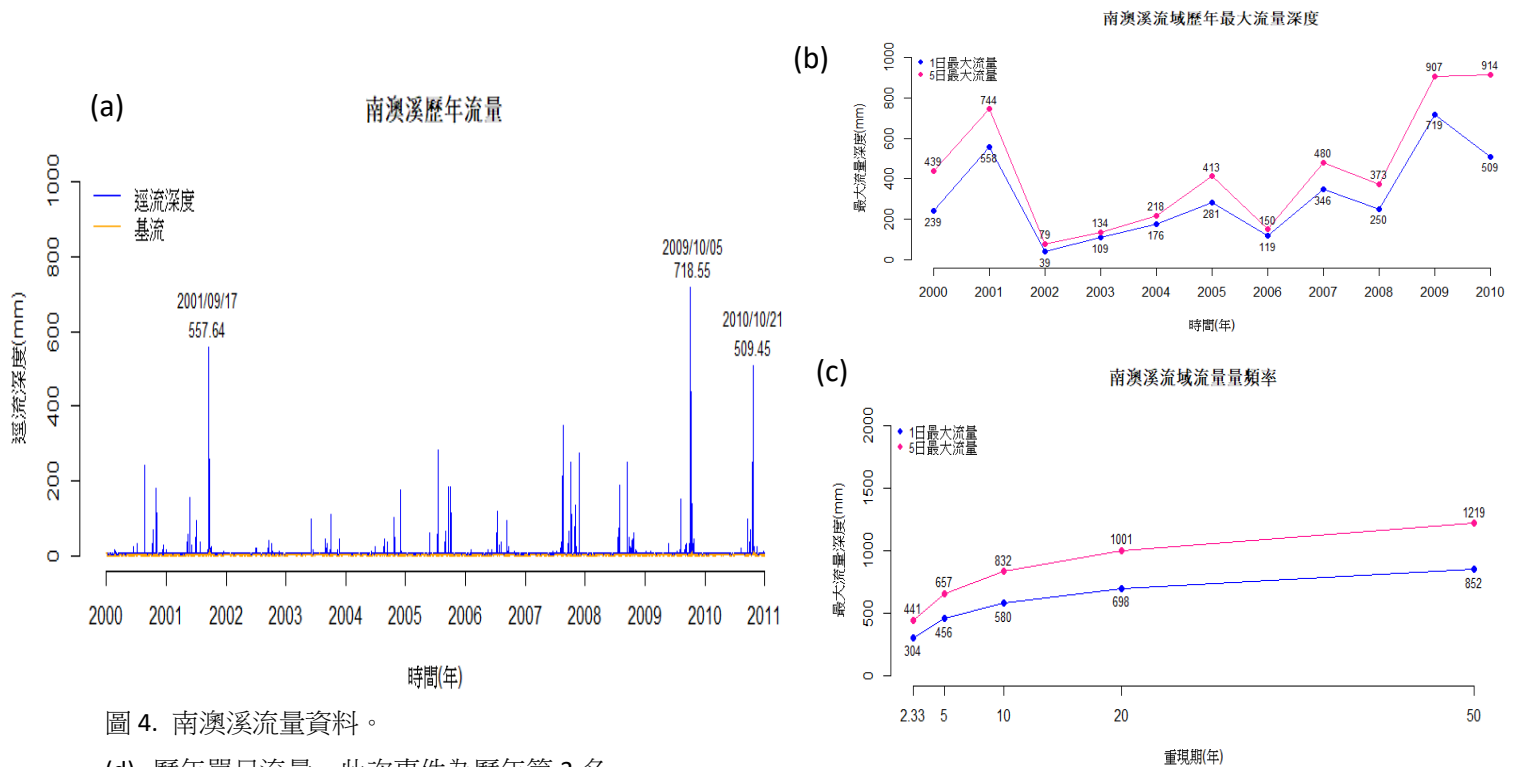 (a)
南澳溪歷年流量
1000
800
600
400
200
0
逕流深度(mm)
逕流深度
基流
2001/09/17
557.64
2009/10/05
718.55
2010/10/21
509.45
2000 2001 2002 2003 2004 2005 2006 2007 2008 2009 2010 2011
時間(年)
圖 4. 南澳溪流量資料。
(b)
南澳溪流域歷年最大流量深度
1日最大流量
5日最大流量
1000
800
600
400
200
0
最大流量深度(mm)
439 744 79 134 218 413 150 480 373 907 914
239 558 39 109 176 281 119 346 250 719 509
2000 2001 2002 2003 2004 2005 2006 2007 2008 2009 2010
時間(年)
(c)
南澳溪流域流量量頻率
1日最大流量
5日最大流量
2000
1500
1000
500
0
最大流量深度(mm)
441 657 832 1001 1219
304 456 580 698 852
2.33 5 10 20 50
重現期(年)